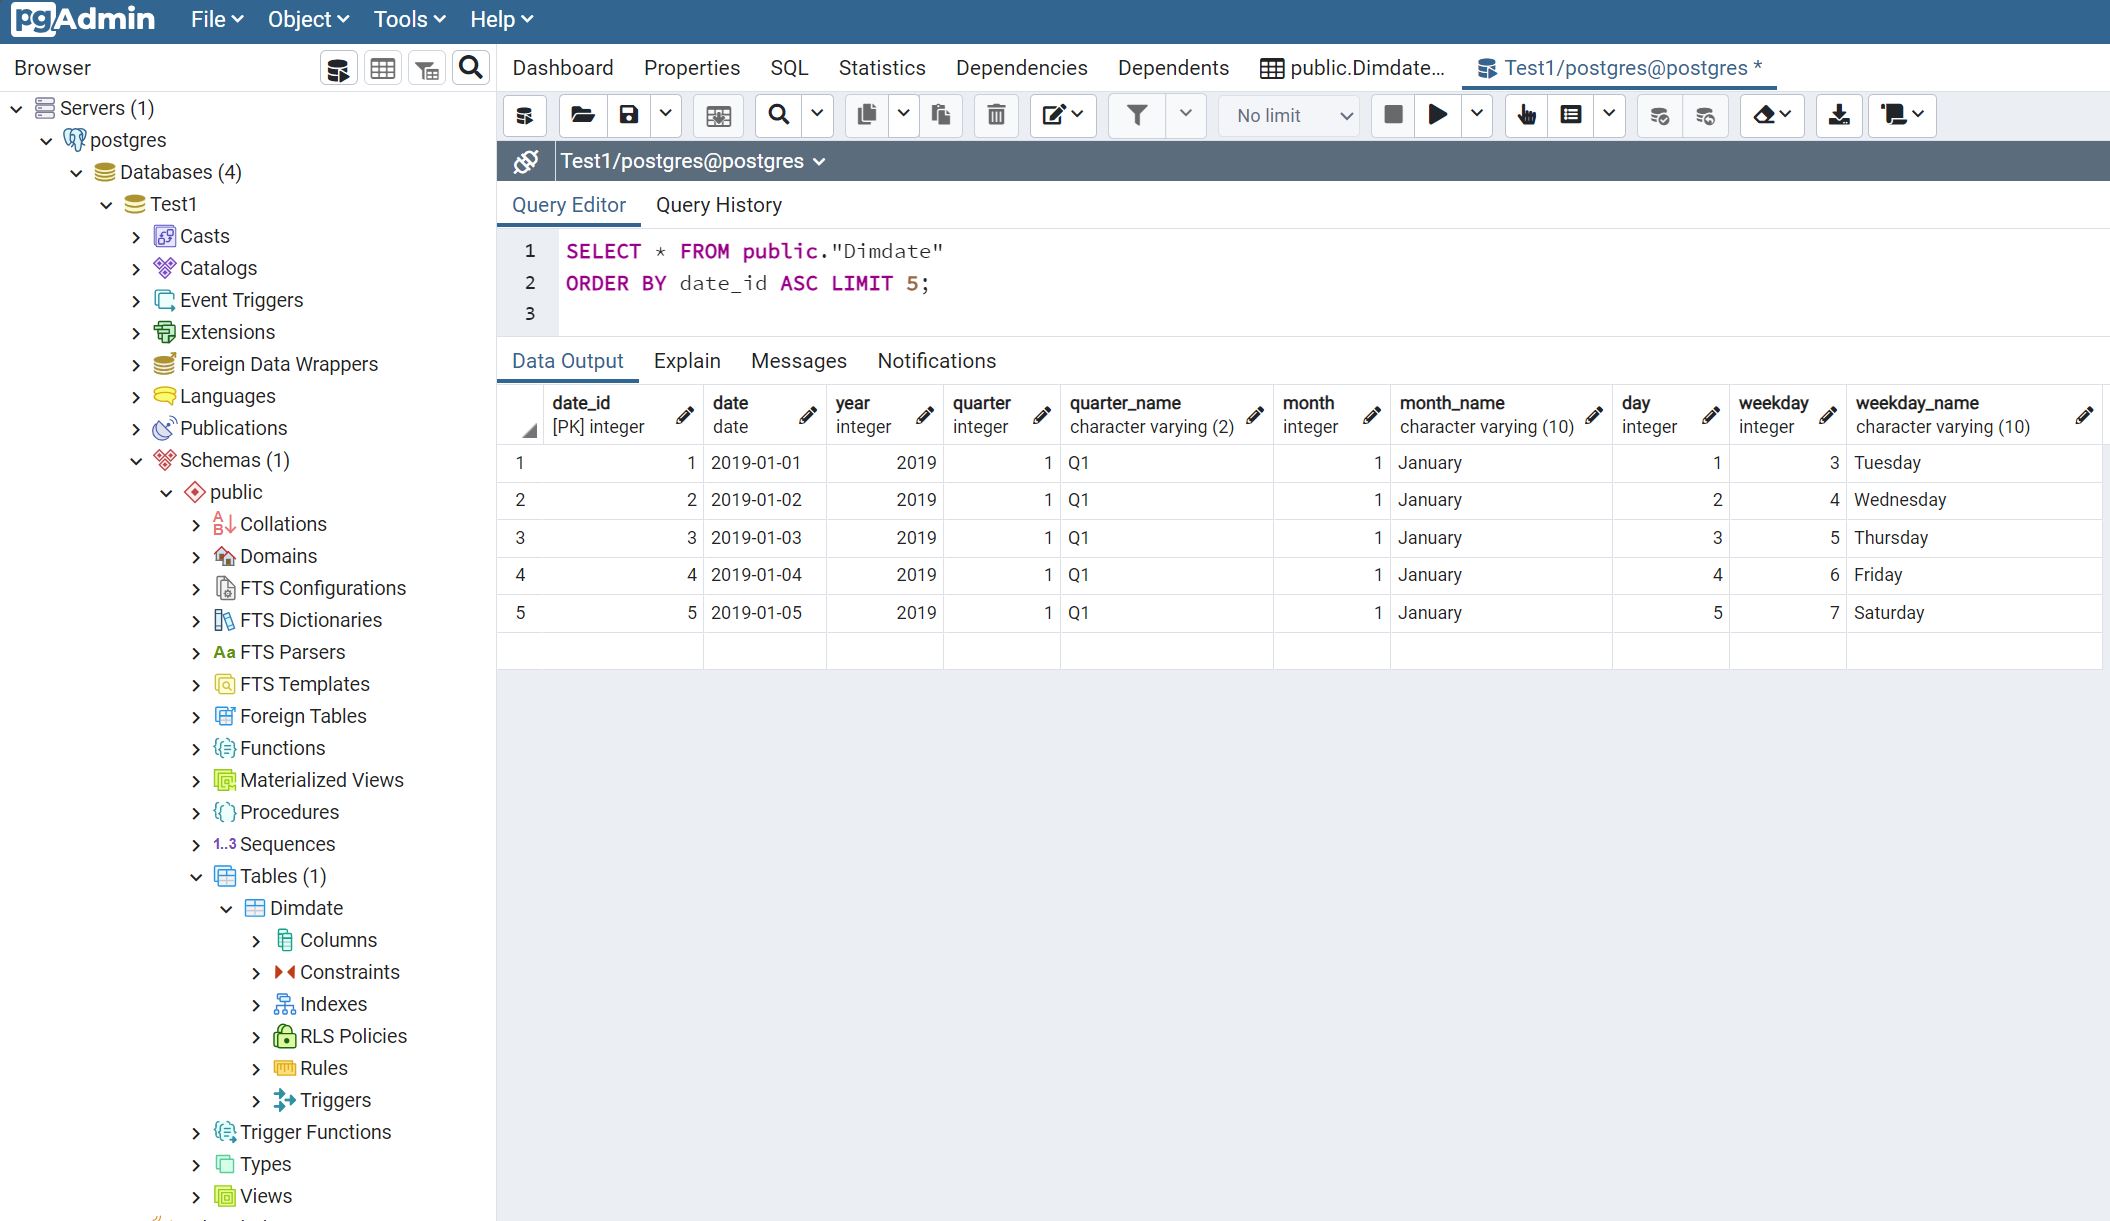 pgAdmin File Object Tools Help
Browser
Dashboard Properties SQL Statistics Dependencies Dependents public.Dimdate... Test1/postgres@postgres *
No limit
Test1/postgres@postgres
Query Editor Query History
1 SELECT * FROM public."Dimdate"
2 ORDER BY date_id ASC LIMIT 5;
3
Data Output Explain Messages Notifications
date_id date year quarter quarter_name month month_name day weekday weekday_name
[PK] integer date integer integer character varying (2) integer character varying (10) integer integer character varying (10)
1 1 2019-01-01 2019 1 Q1 1 January 1 3 Tuesday
2 2 2019-01-02 2019 1 Q1 1 January 2 4 Wednesday
3 3 2019-01-03 2019 1 Q1 1 January 3 5 Thursday
4 4 2019-01-04 2019 1 Q1 1 January 4 6 Friday
5 5 2019-01-05 2019 1 Q1 1 January 5 7 Saturday
Servers (1)
postgres
Databases (4)
Test1
Casts
Catalogs
Event Triggers
Extensions
Foreign Data Wrappers
Languages
Publications
Schemas (1)
public
Collations
Domains
FTS Configurations
FTS Dictionaries
Aa FTS Parsers
FTS Templates
Foreign Tables
Functions
Materialized Views
Procedures
1..3 Sequences
Tables (1)
Dimdate
Columns
Constraints
Indexes
RLS Policies
Rules
Triggers
Trigger Functions
Types
Views